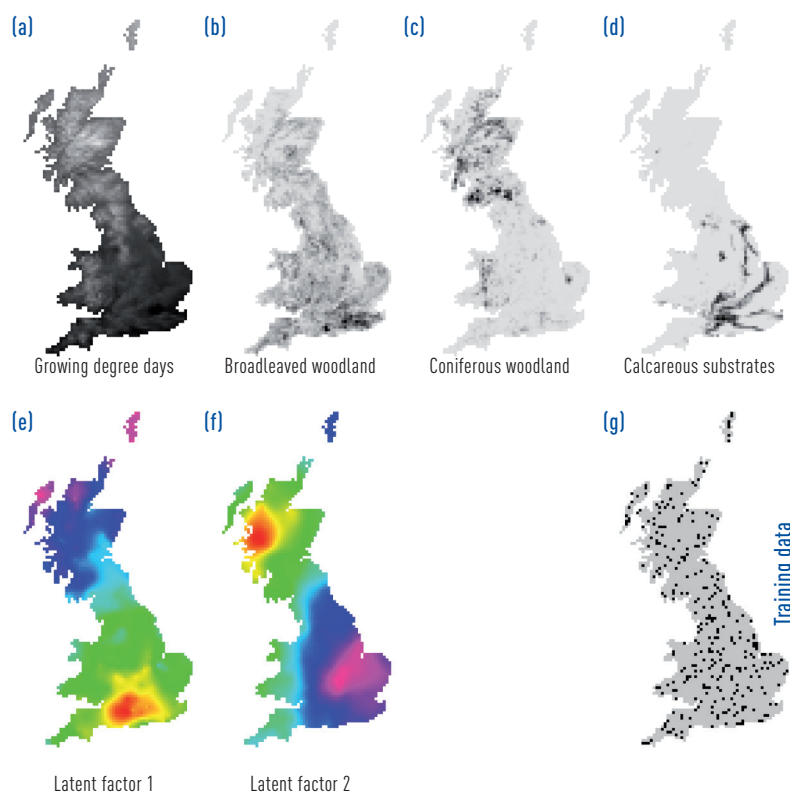 (a)
(b)
(c)
(d)
Growing degree days
Broadleaved woodland
Coniferous woodland
Calcareous substrates
(e)
(f)
(g)
Training data
Latent factor 1
Latent factor 2